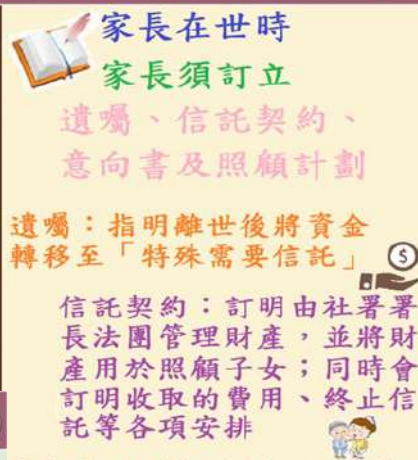 家長在世時
家長須訂立
遺囑、信託契約、
意向書及照顧計劃
遺囑：指明離世後將資金
轉移至「特殊需要信託」
信託契約：訂明由社署署
長法團管理財產，並將財
產用於照顧子女；同時會
訂明收取的費用、終止信
託等各項安排